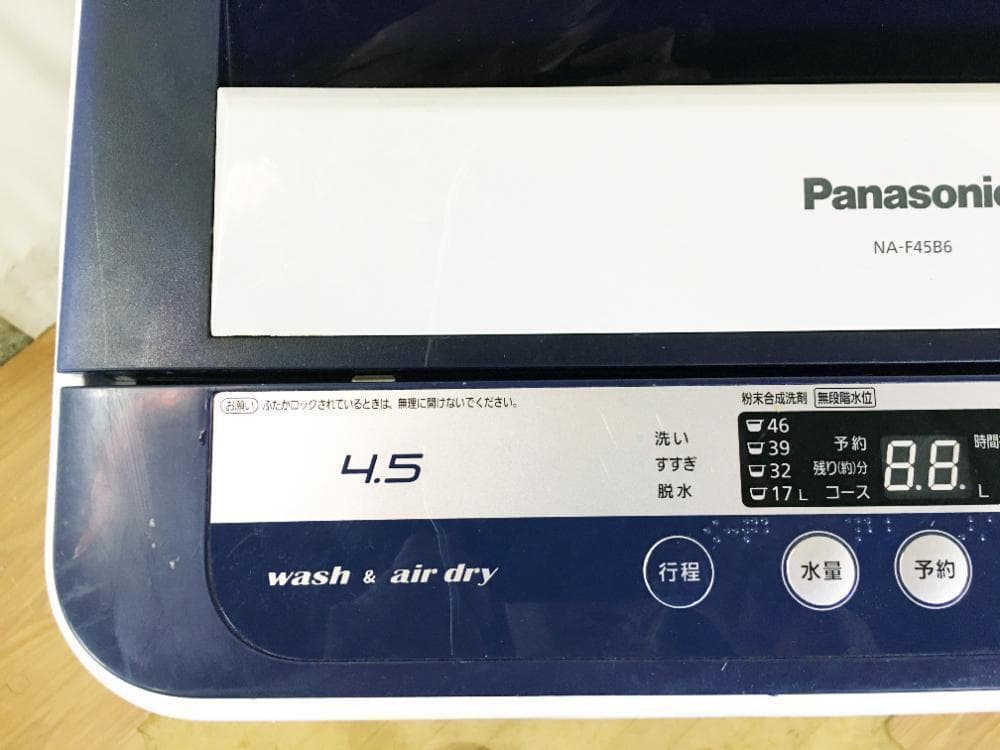 Panasonic
NA-F45B6
お願い ふたがロックされているときは、無理に開けないでください。
4.5
洗い
すすぎ
脱水
粉末合成洗剤 無段階水位
46
39
32
17 L
予約
残り(約)分
コース
88.
時間
L
wash & air dry
行程
水量
予約